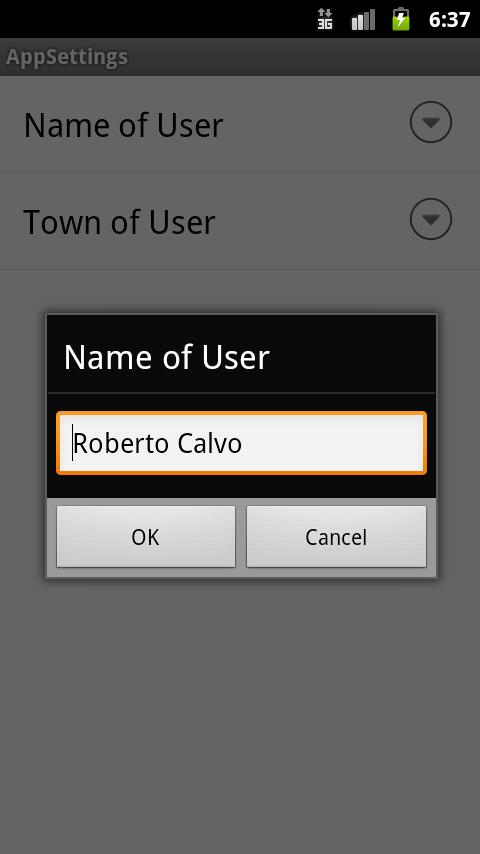 3G 6:37
AppSettings
Name of User
Town of User
Name of User
Roberto Calvo
OK Cancel